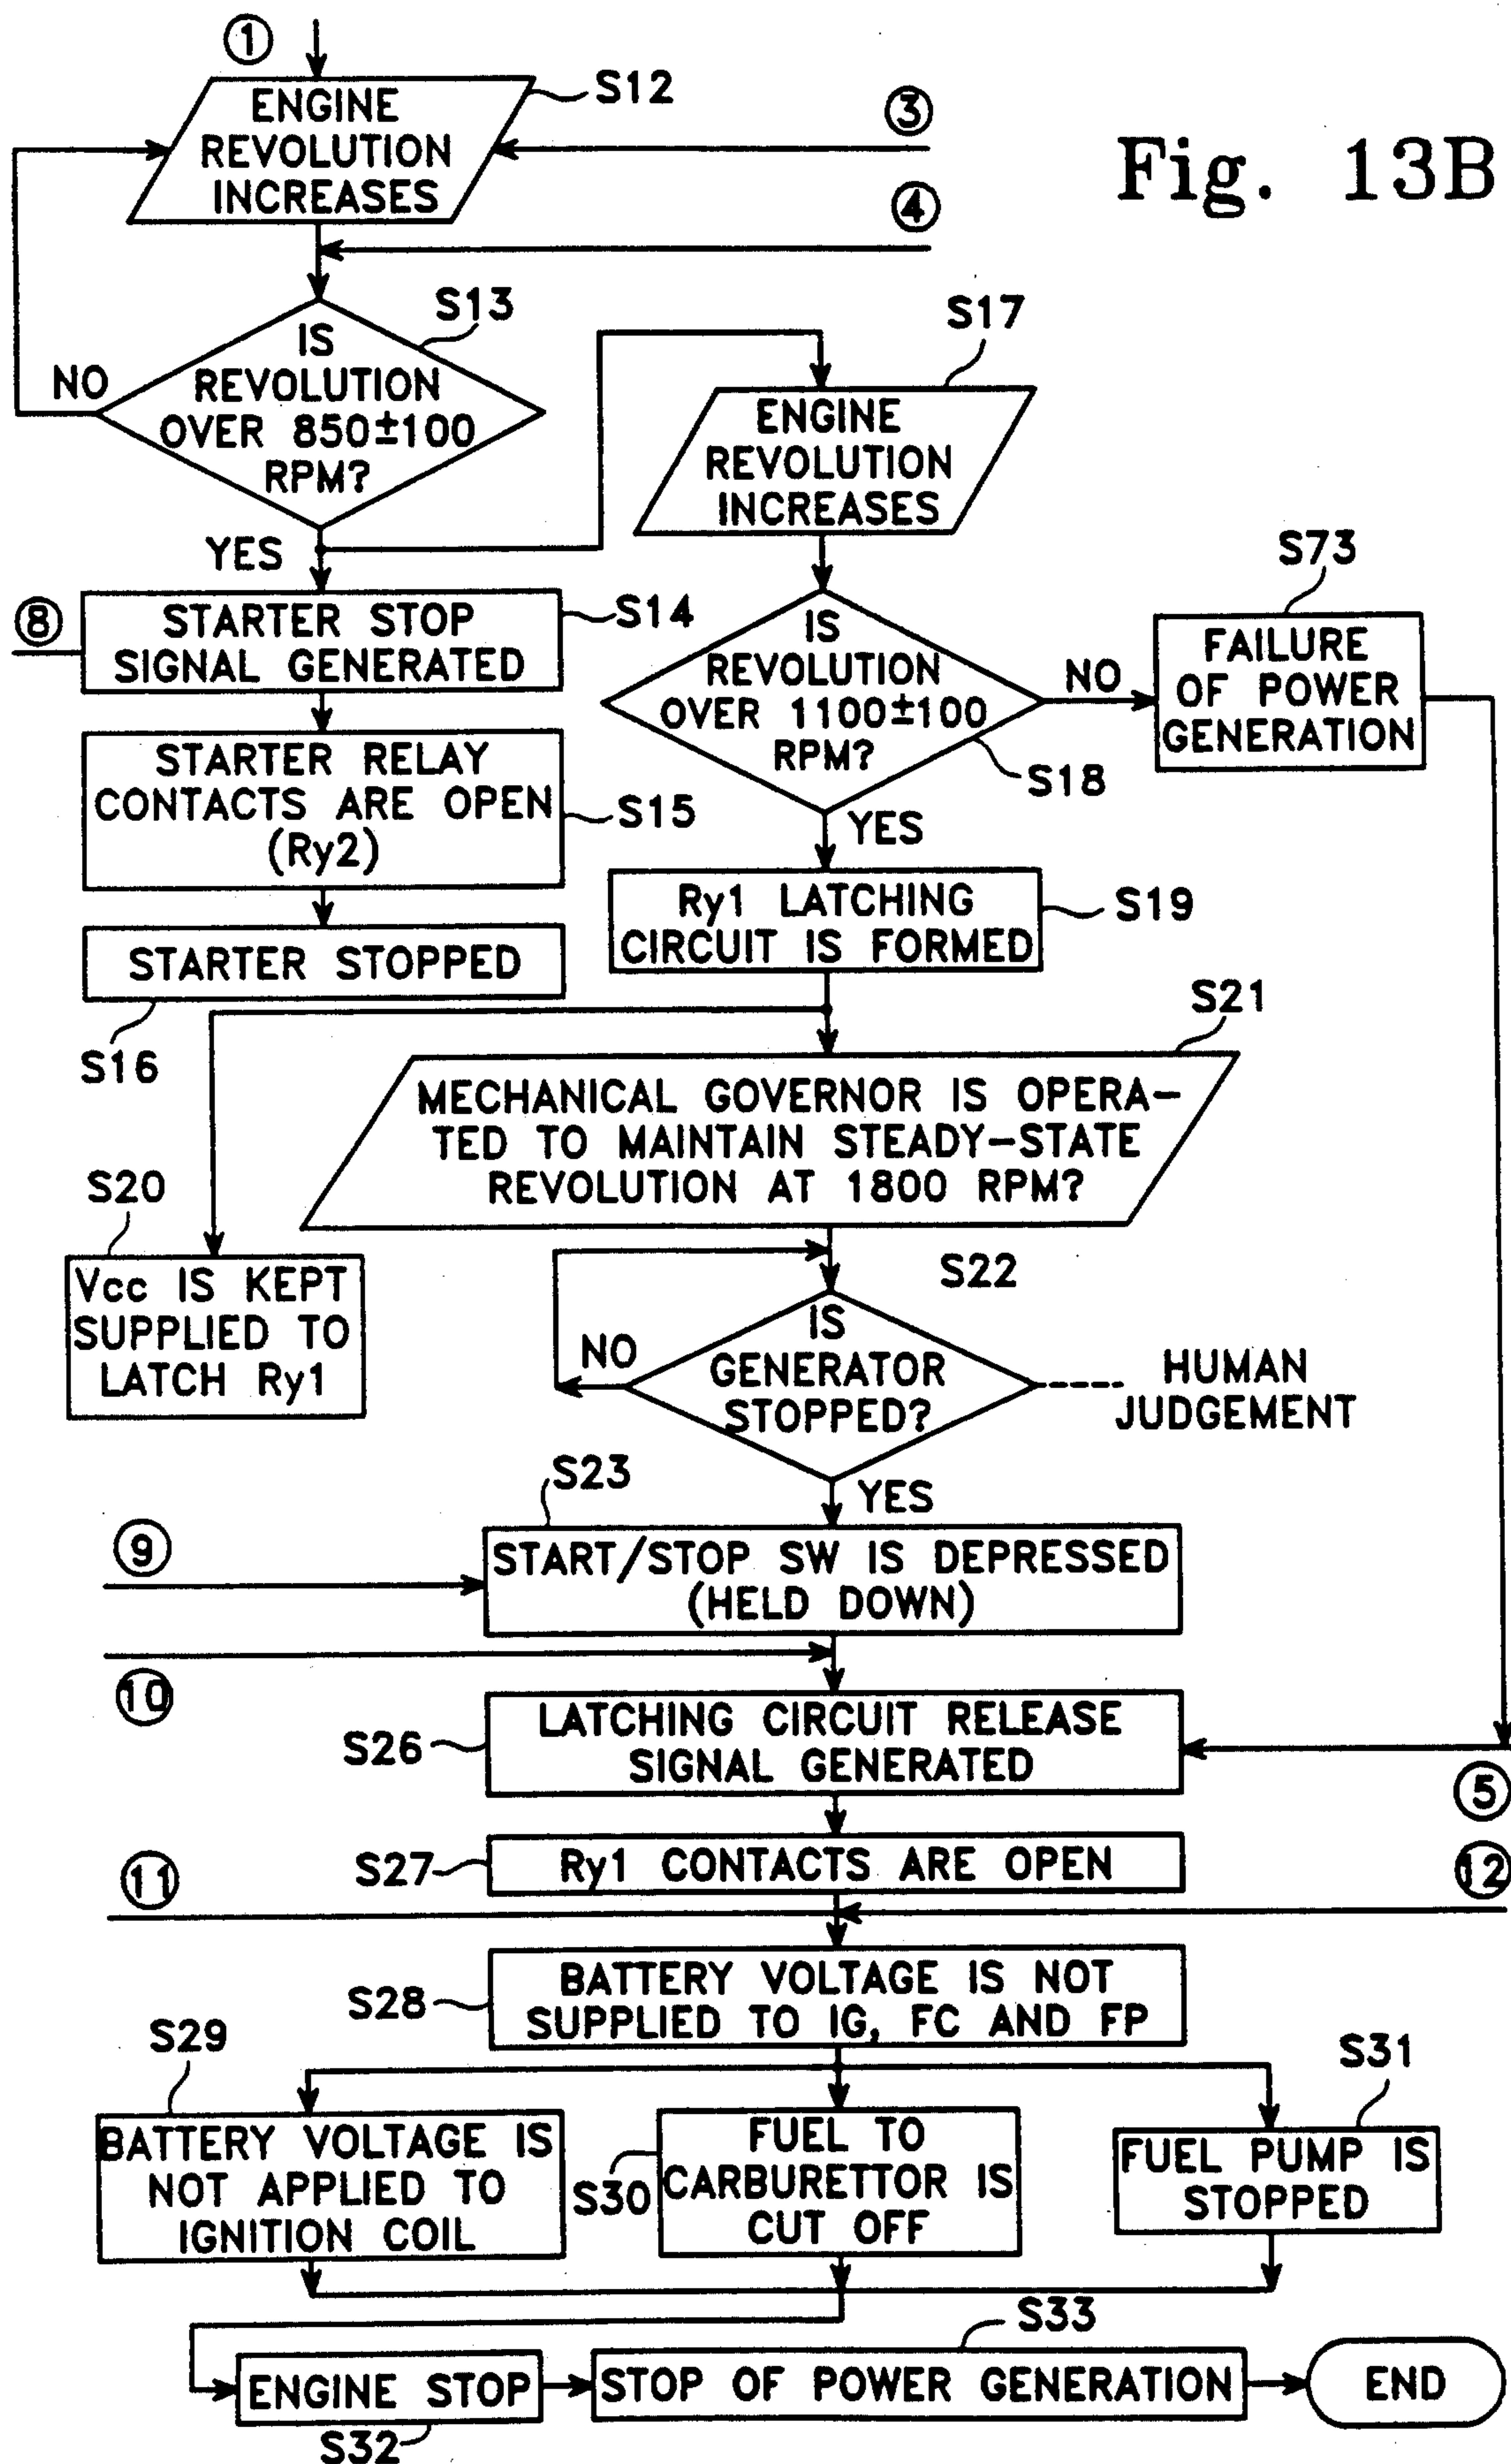 ①
ENGINE
REVOLUTION
INCREASES
S12
③
Fig. 13B
④
S13
IS
REVOLUTION
OVER 850±100
RPM?
NO
YES
S17
ENGINE
REVOLUTION
INCREASES
⑧
STARTER STOP
SIGNAL GENERATED
S14
IS
REVOLUTION
OVER 1100±100
RPM?
NO
S18
YES
S73
FAILURE
OF POWER
GENERATION
STARTER RELAY
CONTACTS ARE OPEN
(Ry2)
S15
Ry1 LATCHING
CIRCUIT IS FORMED
S19
STARTER STOPPED
S16
S21
MECHANICAL GOVERNOR IS OPERA-
TED TO MAINTAIN STEADY-STATE
REVOLUTION AT 1800 RPM?
S20
Vcc IS KEPT
SUPPLIED TO
LATCH Ry1
S22
IS
GENERATOR
STOPPED?
NO
HUMAN
JUDGEMENT
YES
S23
⑨
START/STOP SW IS DEPRESSED
(HELD DOWN)
⑩
S26
LATCHING CIRCUIT RELEASE
SIGNAL GENERATED
⑤
S27
Ry1 CONTACTS ARE OPEN
⑪
⑫
S28
BATTERY VOLTAGE IS NOT
SUPPLIED TO IG, FC AND FP
S29
BATTERY VOLTAGE IS
NOT APPLIED TO
IGNITION COIL
S30
FUEL TO
CARBURETTOR IS
CUT OFF
S31
FUEL PUMP IS
STOPPED
S33
ENGINE STOP
STOP OF POWER GENERATION
END
S32